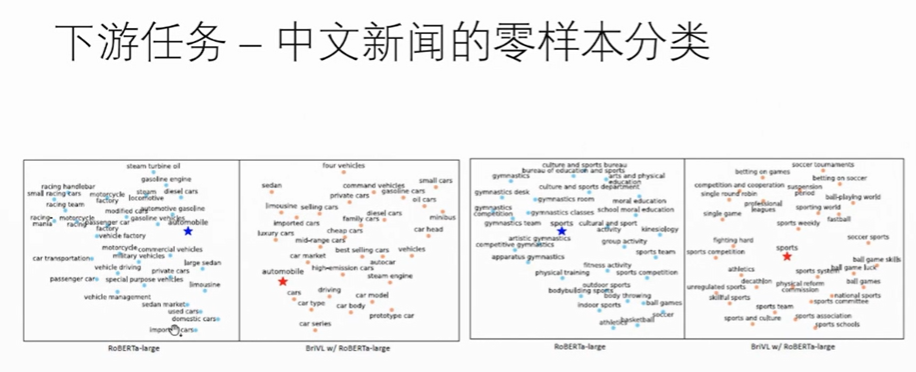 下游任务 – 中文新闻的零样本分类
steam turbine oil
gasoline engine
racing handlebar
small racing cars
motorcycle factory
steam locomotive
diesel cars
racing team
automotive gasoline
modified cars
racing mania
motorcycle racing
passenger car
gasoline vehicles
automobile
factory
vehicle factory
motorcycle
commercial vehicles
military vehicles
car transportation
large sedan
vehicle driving
private cars
passenger car
special purpose vehicles
limousine
vehicle management
sedan market
used cars
domestic cars
RoBERTa-large
four vehicles
sedan
command vehicles
small cars
private cars
gasoline cars
oil cars
limousine
selling cars
diesel cars
minibus
imported cars
family cars
luxury cars
cheap cars
car head
mid-range cars
best selling cars
vehicles
car market
autocar
automobile
high-emission cars
steam engine
cars
driving
car type
car body
car model
prototype car
car series
BriVL w/ RoBERTa-large
culture and sports bureau
bureau of education and sports
gymnastics
arts and physical education
culture and sports department
gymnastics desk
gymnastics room
moral education
gymnastics competition
gymnastics classes
school moral education
gymnastics team
sports
cultural and sport activity
kinesiology
artistic gymnastics
group activity
competitive gymnastics
sports team
apparatus gymnastics
fitness activity
physical training
sports competition
outdoor sports
bodybuilding sports
body throwing
indoor sports
ball games
soccer
athletics
basketball
RoBERTa-large
soccer tournaments
betting on games
betting on soccer
competition and cooperation
suspension period
single round robin
ball-playing world
professional leagues
sporting world
single game
fastball
sports weekly
fighting hard
soccer sports
sports
sports competition
ball game skills
athletics
sports system
ball game luck
decathlon
physical reform commission
ball games
unregulated sports
skillful sports
national sports
sports committee
sports team
sports and culture
sports association
sports schools
BriVL w/ RoBERTa-large